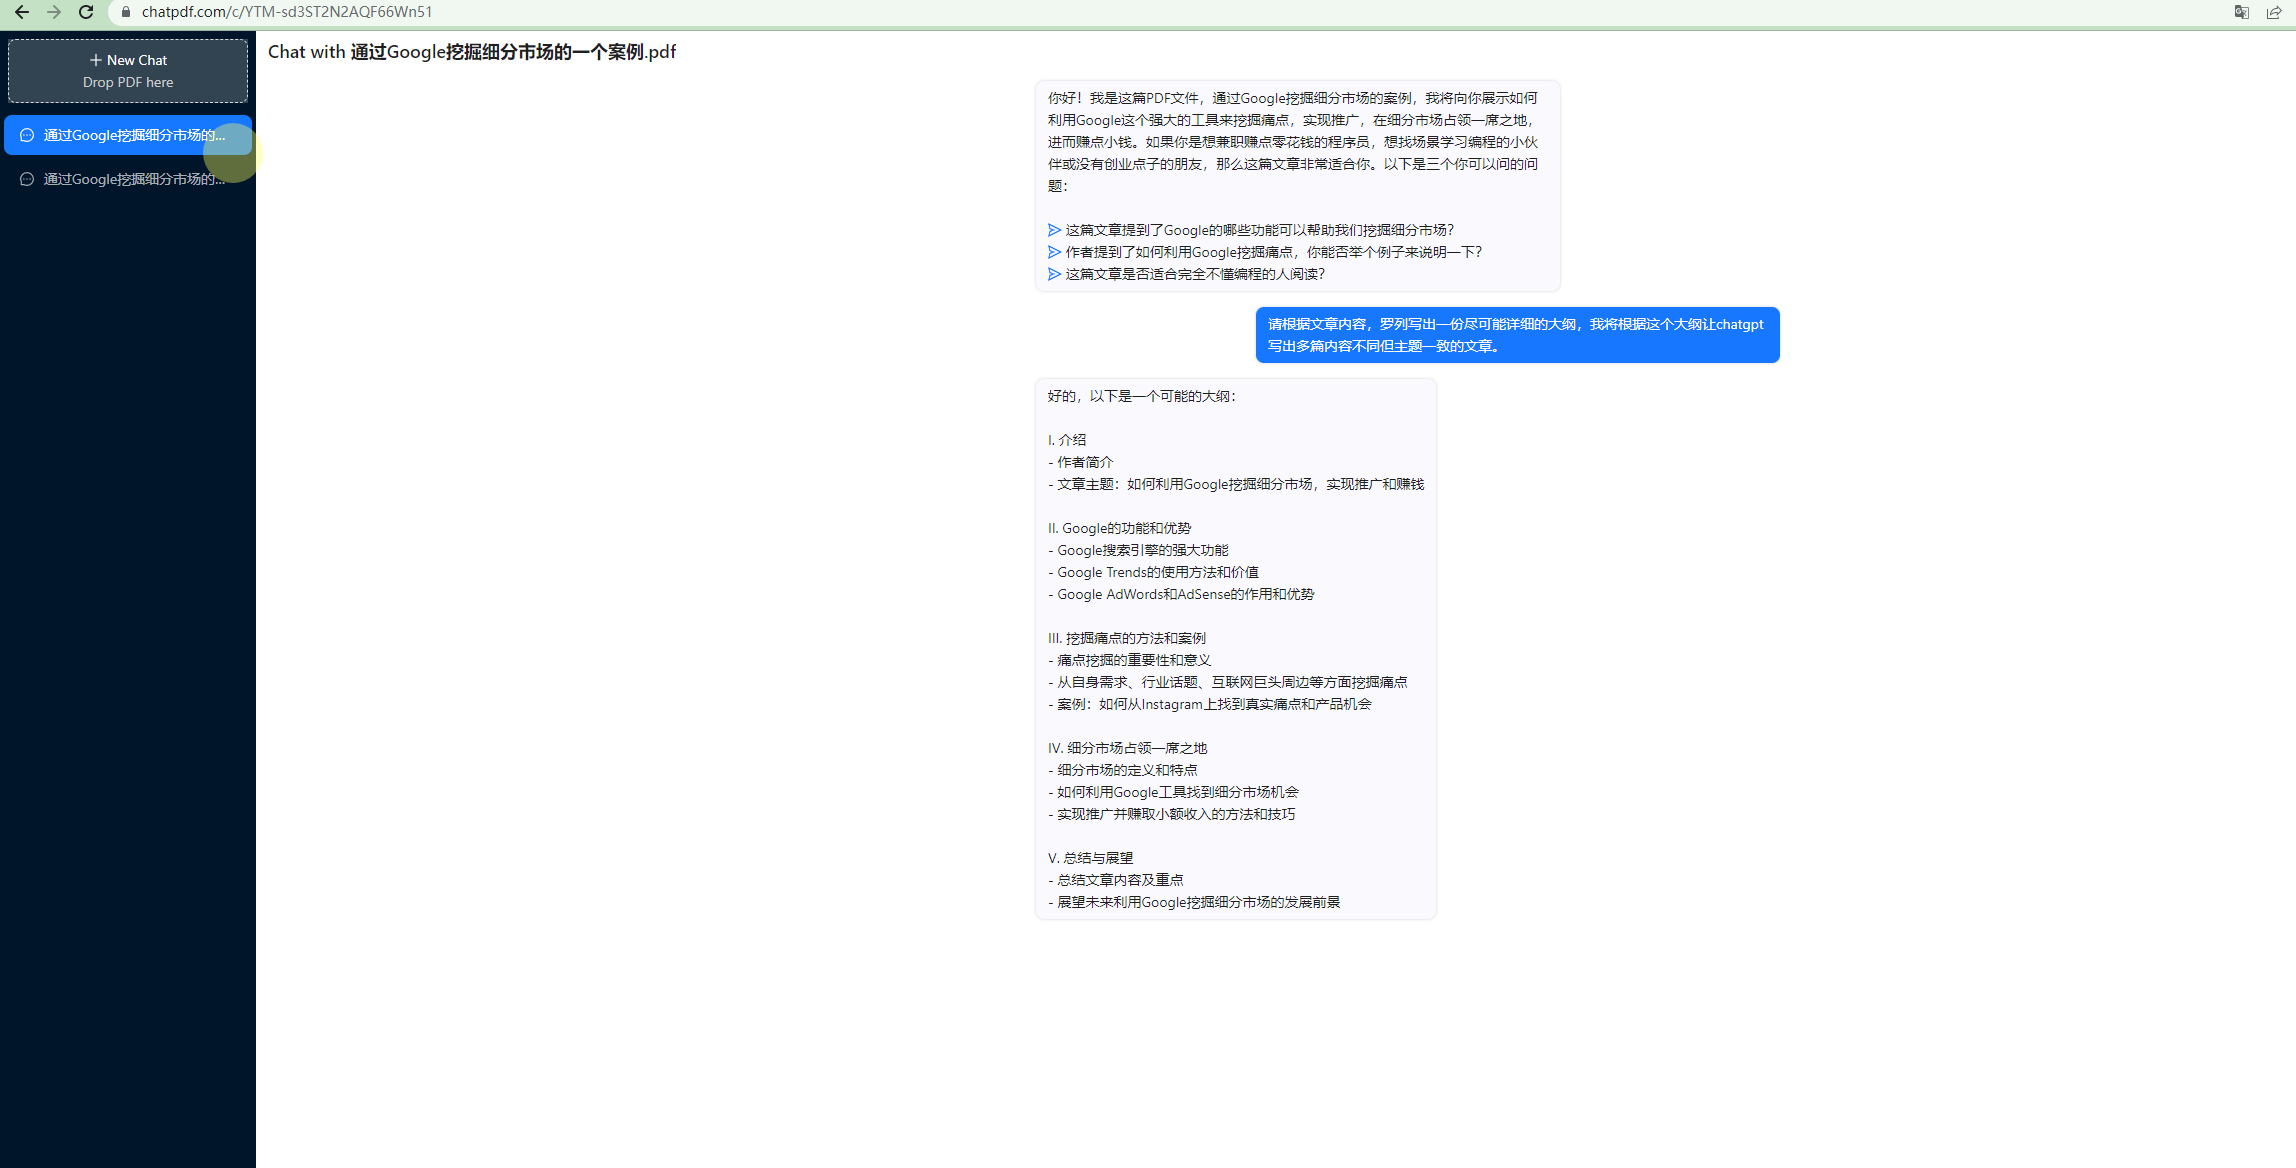 chatpdf.com/c/YTM-sd3ST2N2AQF66Wn51
+ New Chat
Drop PDF here
通过Google挖掘细分市场的...
通过Google挖掘细分市场的...
Chat with 通过Google挖掘细分市场的一个案例.pdf
你好！我是这篇PDF文件，通过Google挖掘细分市场的案例，我将向你展示如何
利用Google这个强大的工具来挖掘痛点，实现推广，在细分市场占领一席之地，
进而赚点小钱。如果你是想兼职赚点零花钱的程序员，想找场景学习编程的小伙
伴或没有创业点子的朋友，那么这篇文章非常适合你。以下是三个你可以问的问
题：
这篇文章提到了Google的哪些功能可以帮助我们挖掘细分市场？
作者提到了如何利用Google挖掘痛点，你能否举个例子来说明一下？
这篇文章是否适合完全不懂编程的人阅读？
请根据文章内容，罗列写出一份尽可能详细的大纲，我将根据这个大纲让chatgpt
写出多篇内容不同但主题一致的文章。
好的，以下是一个可能的大纲：
I. 介绍
- 作者简介
- 文章主题：如何利用Google挖掘细分市场，实现推广和赚钱
II. Google的功能和优势
- Google搜索引擎的强大功能
- Google Trends的使用方法和价值
- Google AdWords和AdSense的作用和优势
III. 挖掘痛点的方法和案例
- 痛点挖掘的重要性和意义
- 从自身需求、行业话题、互联网巨头周边等方面挖掘痛点
- 案例：如何从Instagram上找到真实痛点和产品机会
IV. 细分市场占领一席之地
- 细分市场的定义和特点
- 如何利用Google工具找到细分市场机会
- 实现推广并赚取小额收入的方法和技巧
V. 总结与展望
- 总结文章内容及重点
- 展望未来利用Google挖掘细分市场的发展前景